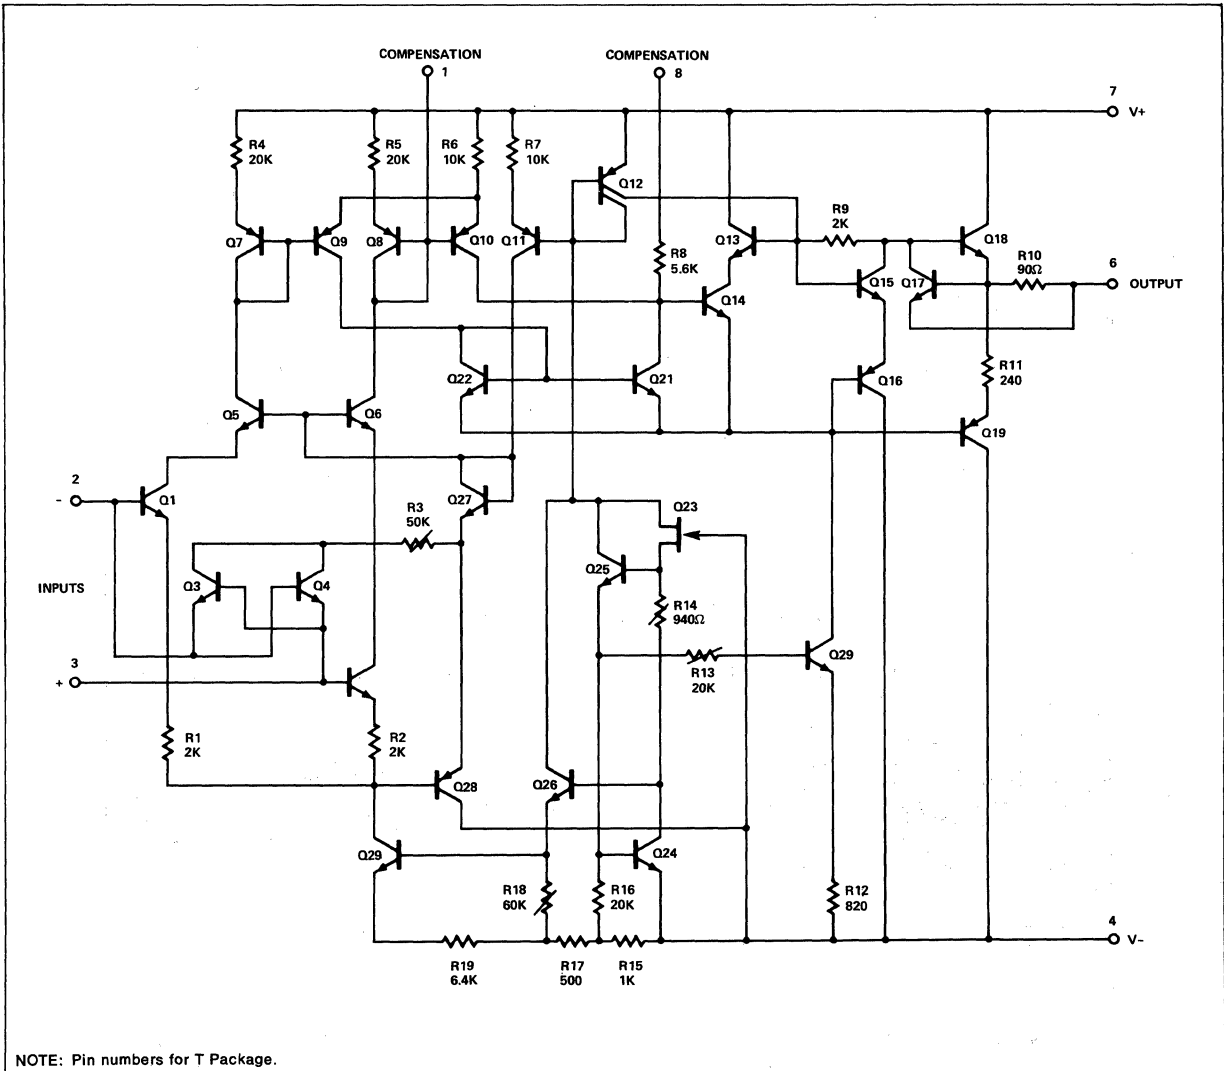 COMPENSATION
1
COMPENSATION
8
7
V+
R4
20K
R5
20K
R6
10K
R7
10K
Q12
R9
2K
Q7
Q9
Q8
Q10
Q11
R8
5.6K
Q13
Q18
R10
90Ω
6
OUTPUT
Q14
Q15
Q17
R11
240
Q22
Q21
Q16
Q5
Q6
Q19
2
-
Q1
Q27
R3
50K
Q23
Q25
INPUTS
Q3
Q4
R14
940Ω
3
+
R13
20K
Q29
R1
2K
R2
2K
Q28
Q26
Q29
Q24
R18
60K
R16
20K
R12
820
4
V-
R19
6.4K
R17
500
R15
1K
NOTE: Pin numbers for T Package.